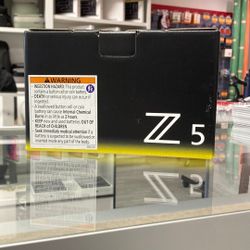 WARNING
• INGESTION HAZARD: This product
contains a button cell or coin battery.
• DEATH or serious injury can occur if
ingested.
• A swallowed button cell or coin
battery can cause Internal Chemical
Burns in as little as 2 hours.
• KEEP new and used batteries OUT OF
REACH of CHILDREN.
• Seek immediate medical attention if a
battery is suspected to be swallowed or
inserted inside any part of the body.
Z 5